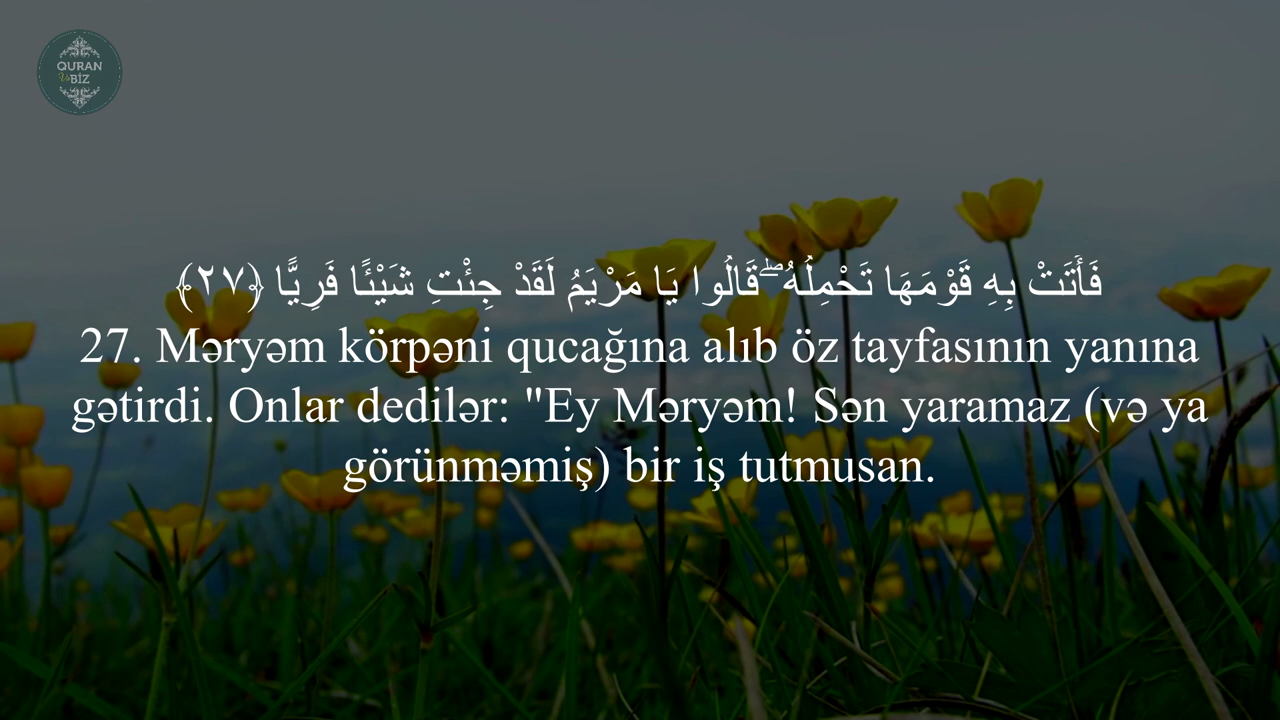 QURAN
Və BİZ
فَأَتَتْ بِهِ قَوْمَهَا تَحْمِلُهُ ۖ قَالُوا يَا مَرْيَمُ لَقَدْ جِئْتِ شَيْئًا فَرِيًّا ﴿٢٧﴾
27. Məryəm körpəni qucağına alıb öz tayfasının yanına
gətirdi. Onlar dedilər: "Ey Məryəm! Sən yaramaz (və ya
görünməmiş) bir iş tutmusan.